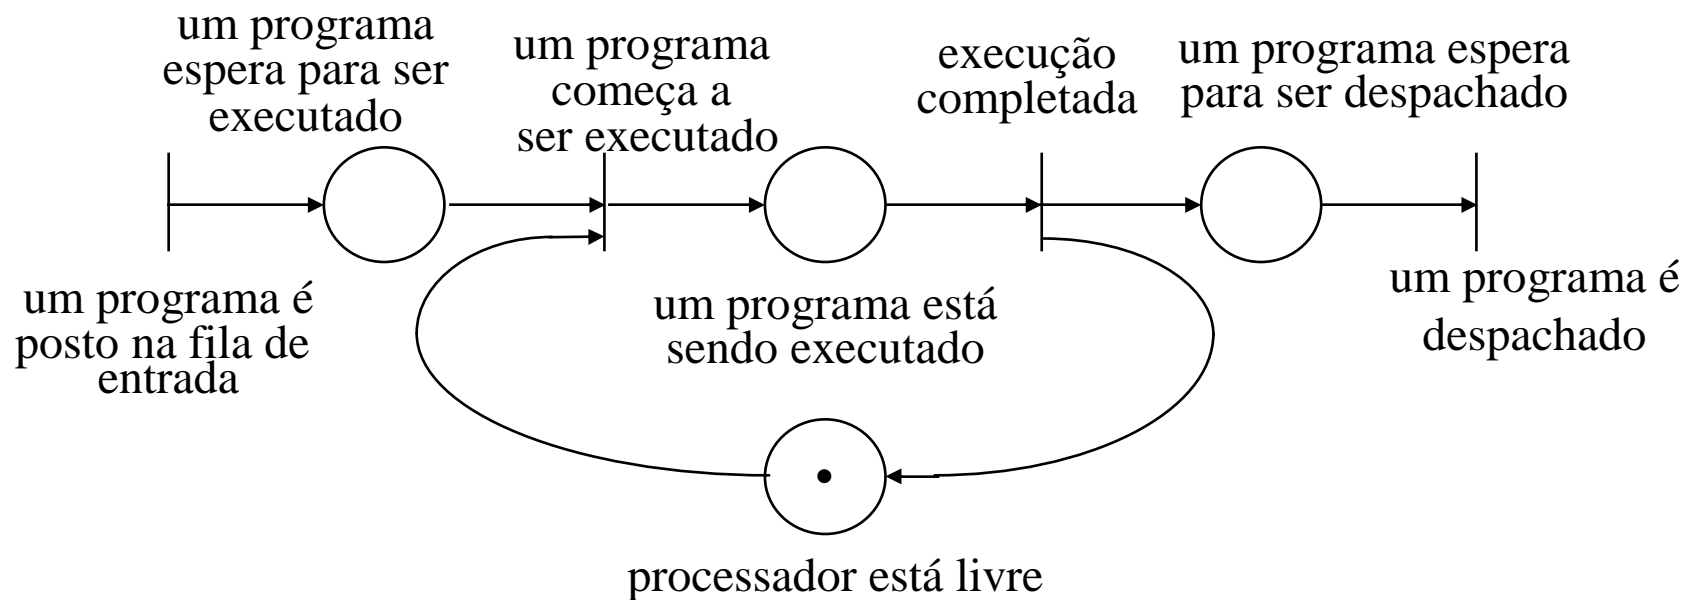 um programa
espera para ser
executado
um programa
começa a
ser executado
execução
completada
um programa espera
para ser despachado
um programa é
posto na fila de
entrada
um programa está
sendo executado
um programa é
despachado
processador está livre